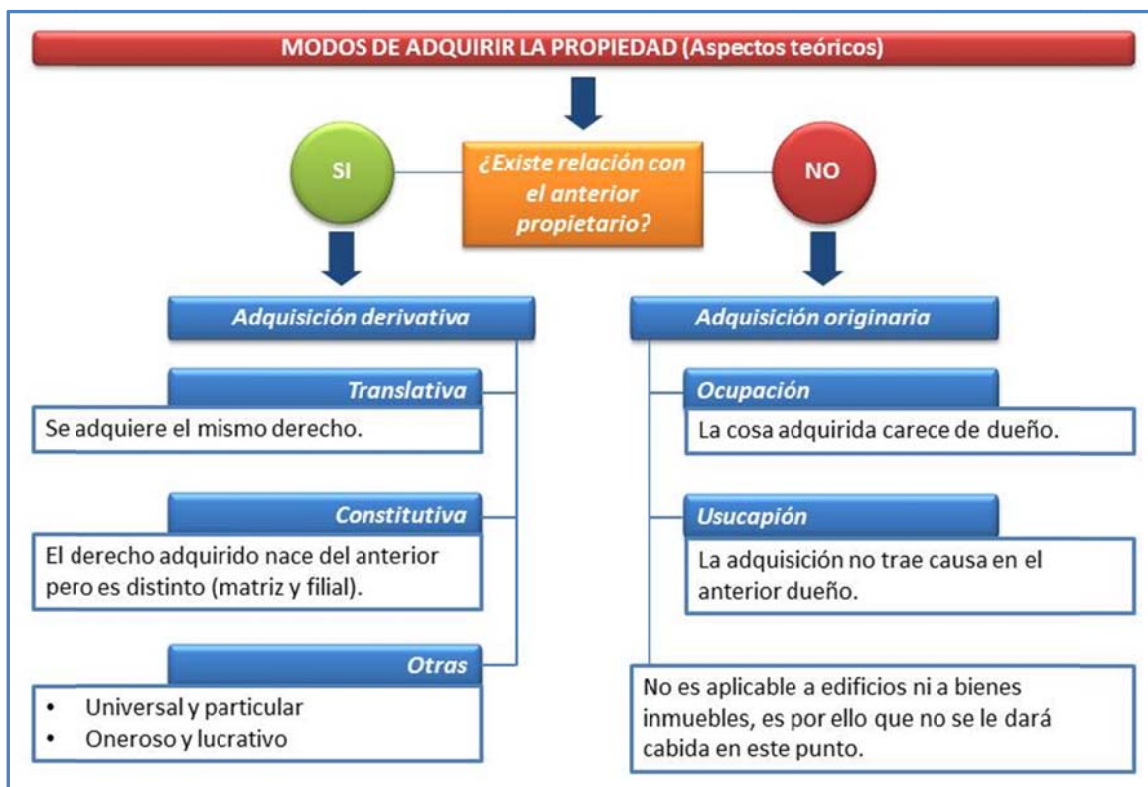 MODOS DE ADQUIRIR LA PROPIEDAD (Aspectos teóricos)
SI
¿Existe relación con
el anterior
propietario?
NO
Adquisición derivativa
Translativa
Se adquiere el mismo derecho.
Constitutiva
El derecho adquirido nace del anterior
pero es distinto (matriz y filial).
Otras
• Universal y particular
• Oneroso y lucrativo
Adquisición originaria
Ocupación
La cosa adquirida carece de dueño.
Usucapión
La adquisición no trae causa en el
anterior dueño.
No es aplicable a edificios ni a bienes
inmuebles, es por ello que no se le dará
cabida en este punto.